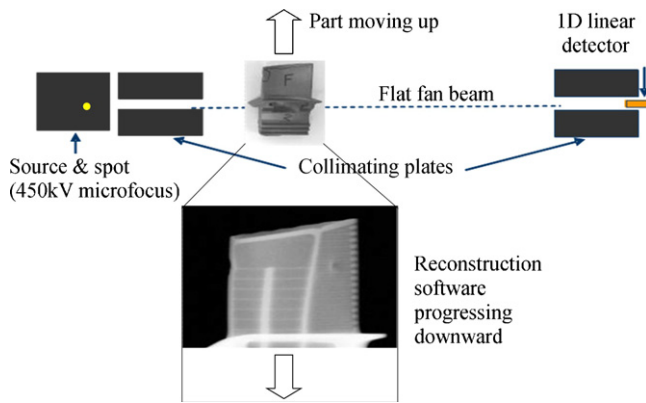 Part moving up
1D linear
detector
F
Flat fan beam
Source & spot
(450kV microfocus)
Collimating plates
Reconstruction
software
progressing
downward